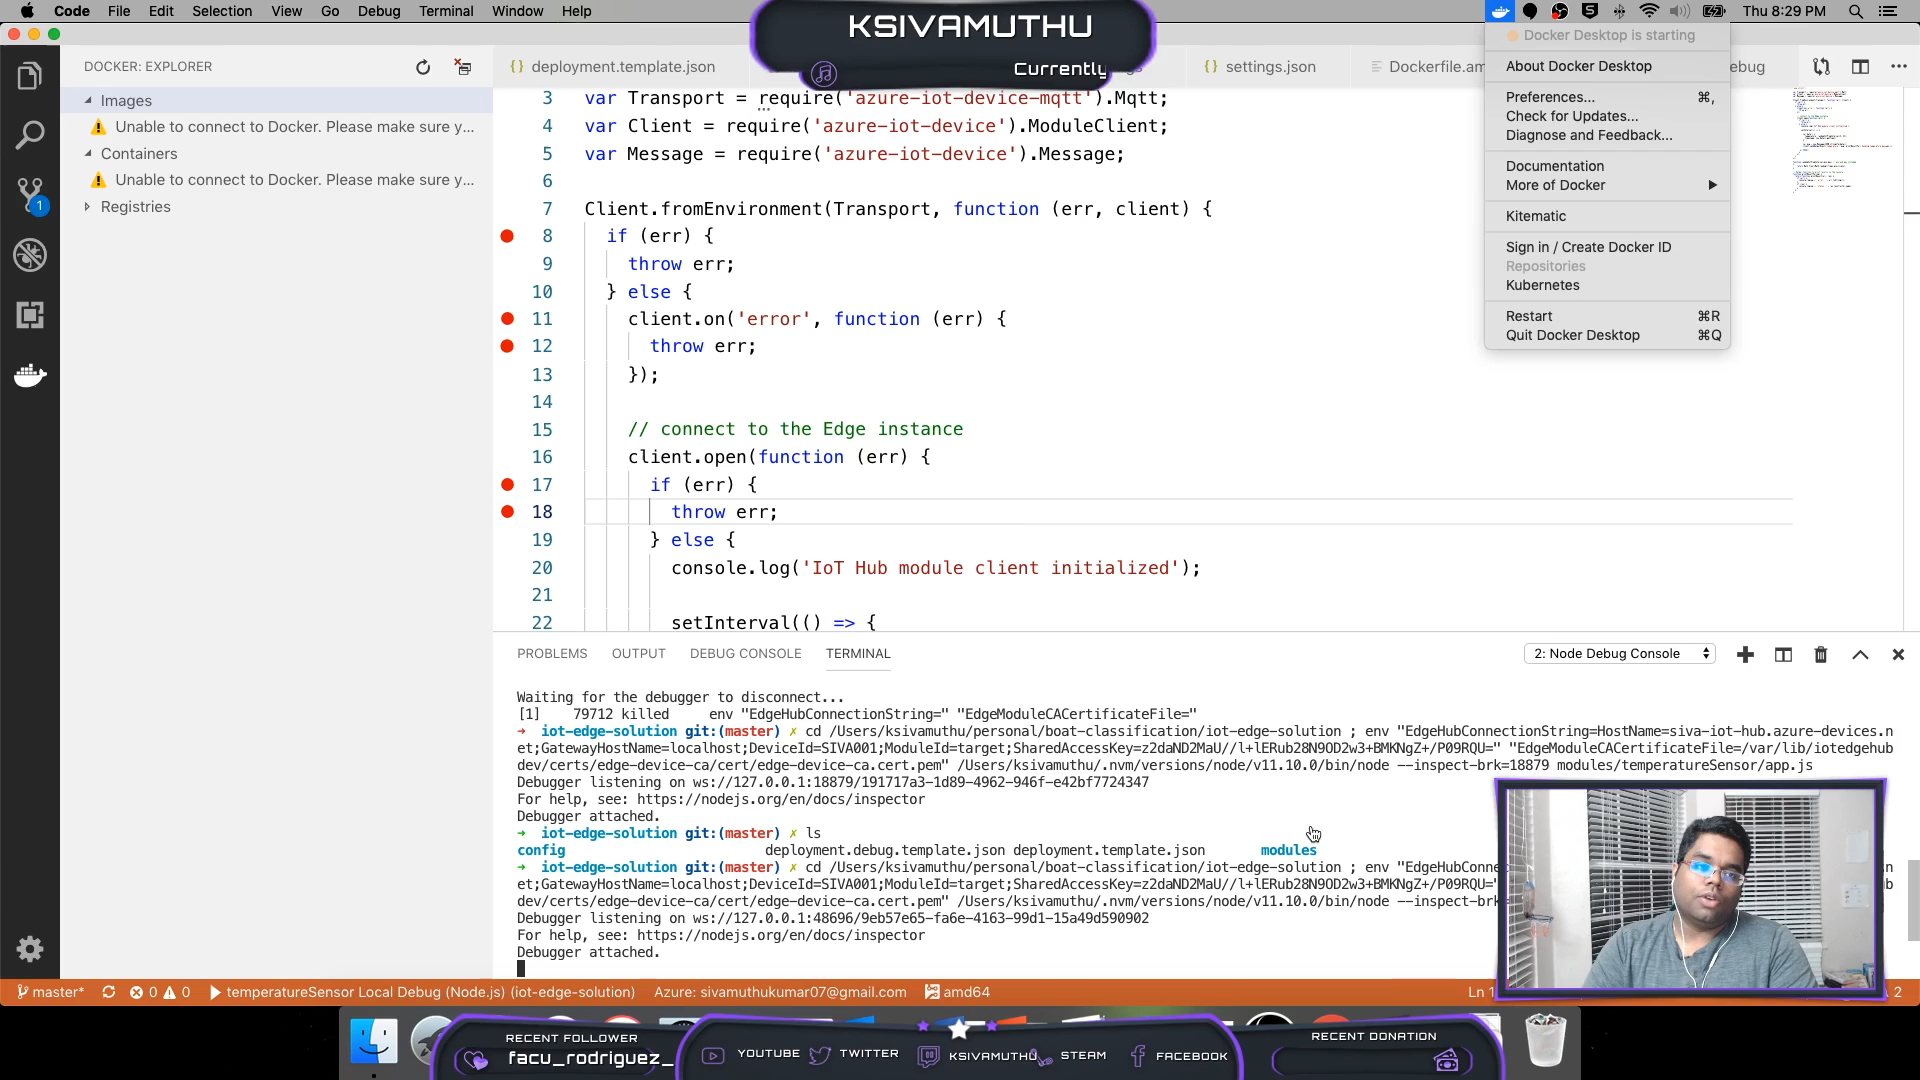 Code File Edit Selection View Go Debug Terminal Window Help
Thu 8:29 PM
KSIVAMUTHU
Currently
DOCKER: EXPLORER
Images
Unable to connect to Docker. Please make sure y...
Containers
Unable to connect to Docker. Please make sure y...
Registries
1
{} deployment.template.json
{} settings.json
Dockerfile.am
ebug
3 var Transport = require('azure-iot-device-mqtt').Mqtt;
4 var Client = require('azure-iot-device').ModuleClient;
5 var Message = require('azure-iot-device').Message;
6
7 Client.fromEnvironment(Transport, function (err, client) {
8 if (err) {
9 throw err;
10 } else {
11 client.on('error', function (err) {
12 throw err;
13 });
14
15 // connect to the Edge instance
16 client.open(function (err) {
17 if (err) {
18 throw err;
19 } else {
20 console.log('IoT Hub module client initialized');
21
22 setInterval(() => {
Docker Desktop is starting
About Docker Desktop
Preferences... ⌘,
Check for Updates...
Diagnose and Feedback...
Documentation
More of Docker
Kitematic
Sign in / Create Docker ID
Repositories
Kubernetes
Restart ⌘R
Quit Docker Desktop ⌘Q
PROBLEMS OUTPUT DEBUG CONSOLE TERMINAL
2: Node Debug Console
Waiting for the debugger to disconnect...
[1] 79712 killed env "EdgeHubConnectionString=" "EdgeModuleCACertificateFile="
→ iot-edge-solution git:(master) ✗ cd /Users/ksivamuthu/personal/boat-classification/iot-edge-solution ; env "EdgeHubConnectionString=HostName=siva-iot-hub.azure-devices.n
et;GatewayHostName=localhost;DeviceId=SIVA001;ModuleId=target;SharedAccessKey=z2daND2MaU//l+lERub28N9OD2w3+BMKNgZ+/P09RQU=" "EdgeModuleCACertificateFile=/var/lib/iotedgehub
dev/certs/edge-device-ca/cert/edge-device-ca.cert.pem" /Users/ksivamuthu/.nvm/versions/node/v11.10.0/bin/node --inspect-brk=18879 modules/temperatureSensor/app.js
Debugger listening on ws://127.0.0.1:18879/191717a3-1d89-4962-946f-e42bf7724347
For help, see: https://nodejs.org/en/docs/inspector
Debugger attached.
→ iot-edge-solution git:(master) ✗ ls
config deployment.debug.template.json deployment.template.json modules
→ iot-edge-solution git:(master) ✗ cd /Users/ksivamuthu/personal/boat-classification/iot-edge-solution ; env "EdgeHubConnec
et;GatewayHostName=localhost;DeviceId=SIVA001;ModuleId=target;SharedAccessKey=z2daND2MaU//l+lERub28N9OD2w3+BMKNgZ+/P09RQU="
dev/certs/edge-device-ca/cert/edge-device-ca.cert.pem" /Users/ksivamuthu/.nvm/versions/node/v11.10.0/bin/node --inspect-brk=
Debugger listening on ws://127.0.0.1:48696/9eb57e65-fa6e-4163-99d1-15a49d590902
For help, see: https://nodejs.org/en/docs/inspector
Debugger attached.
master* 0 0 temperatureSensor Local Debug (Node.js) (iot-edge-solution) Azure: sivamuthukumar07@gmail.com amd64 Ln 1 2
RECENT FOLLOWER
facu_rodriguez_
YOUTUBE TWITTER KSIVAMUTHU STEAM FACEBOOK
RECENT DONATION